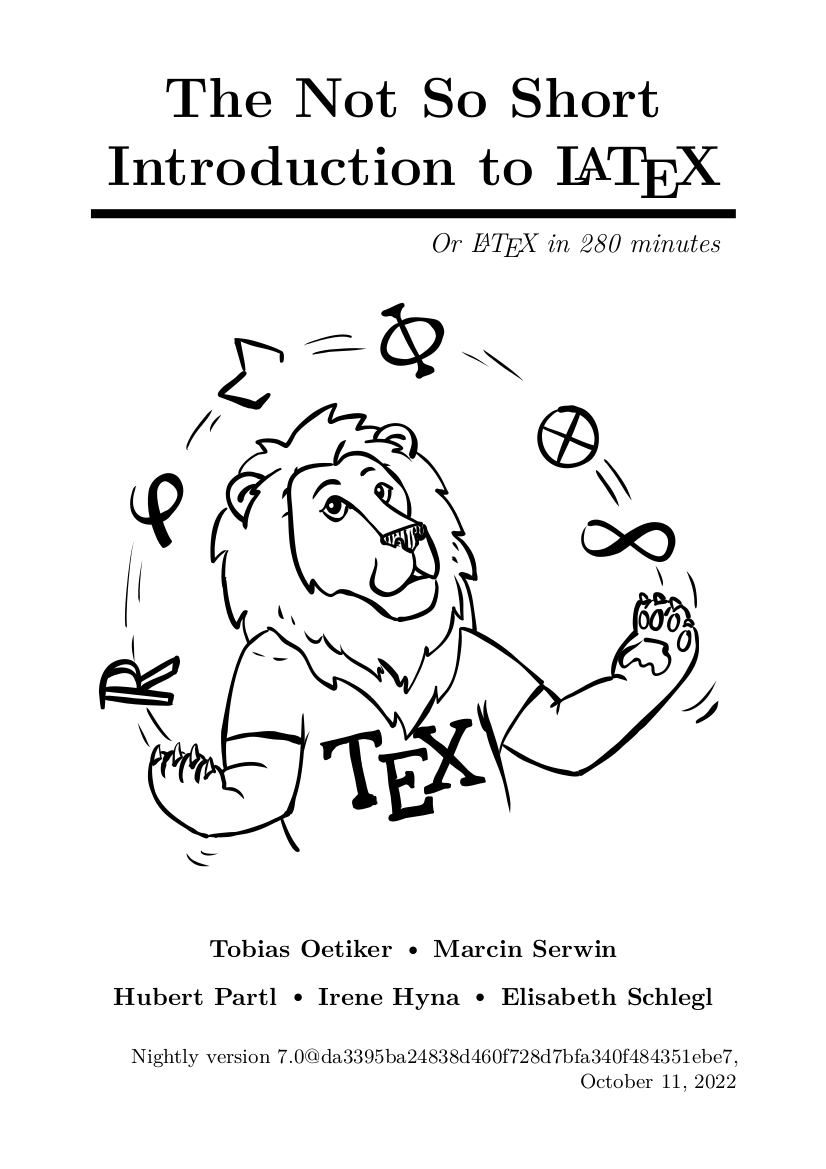 The Not So Short
Introduction to LATEX
Or LATEX in 280 minutes
Σ Φ ⊗ φ ∞ ℝ
TEX
Tobias Oetiker • Marcin Serwin
Hubert Partl • Irene Hyna • Elisabeth Schlegl
Nightly version 7.0@da3395ba24838d460f728d7bfa340f484351ebe7,
October 11, 2022